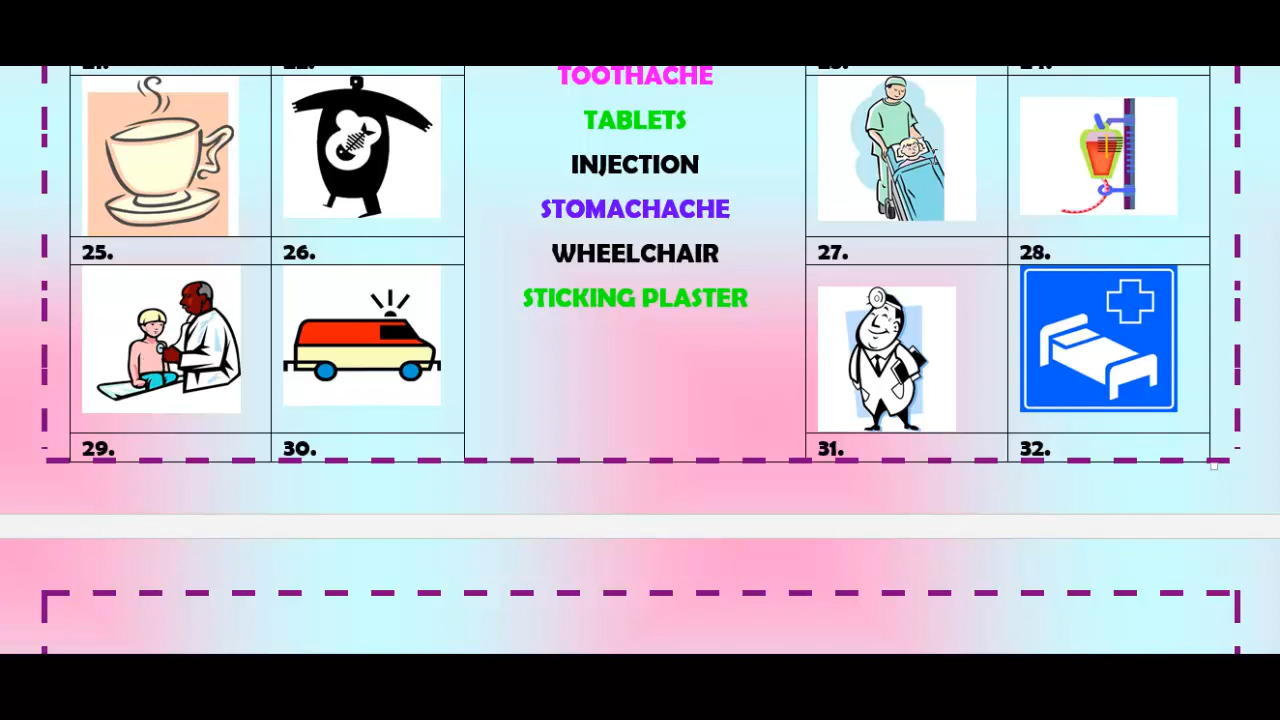 TOOTHACHE
TABLETS
INJECTION
STOMACHACHE
WHEELCHAIR
STICKING PLASTER
25. 26. 27. 28.
29. 30. 31. 32.